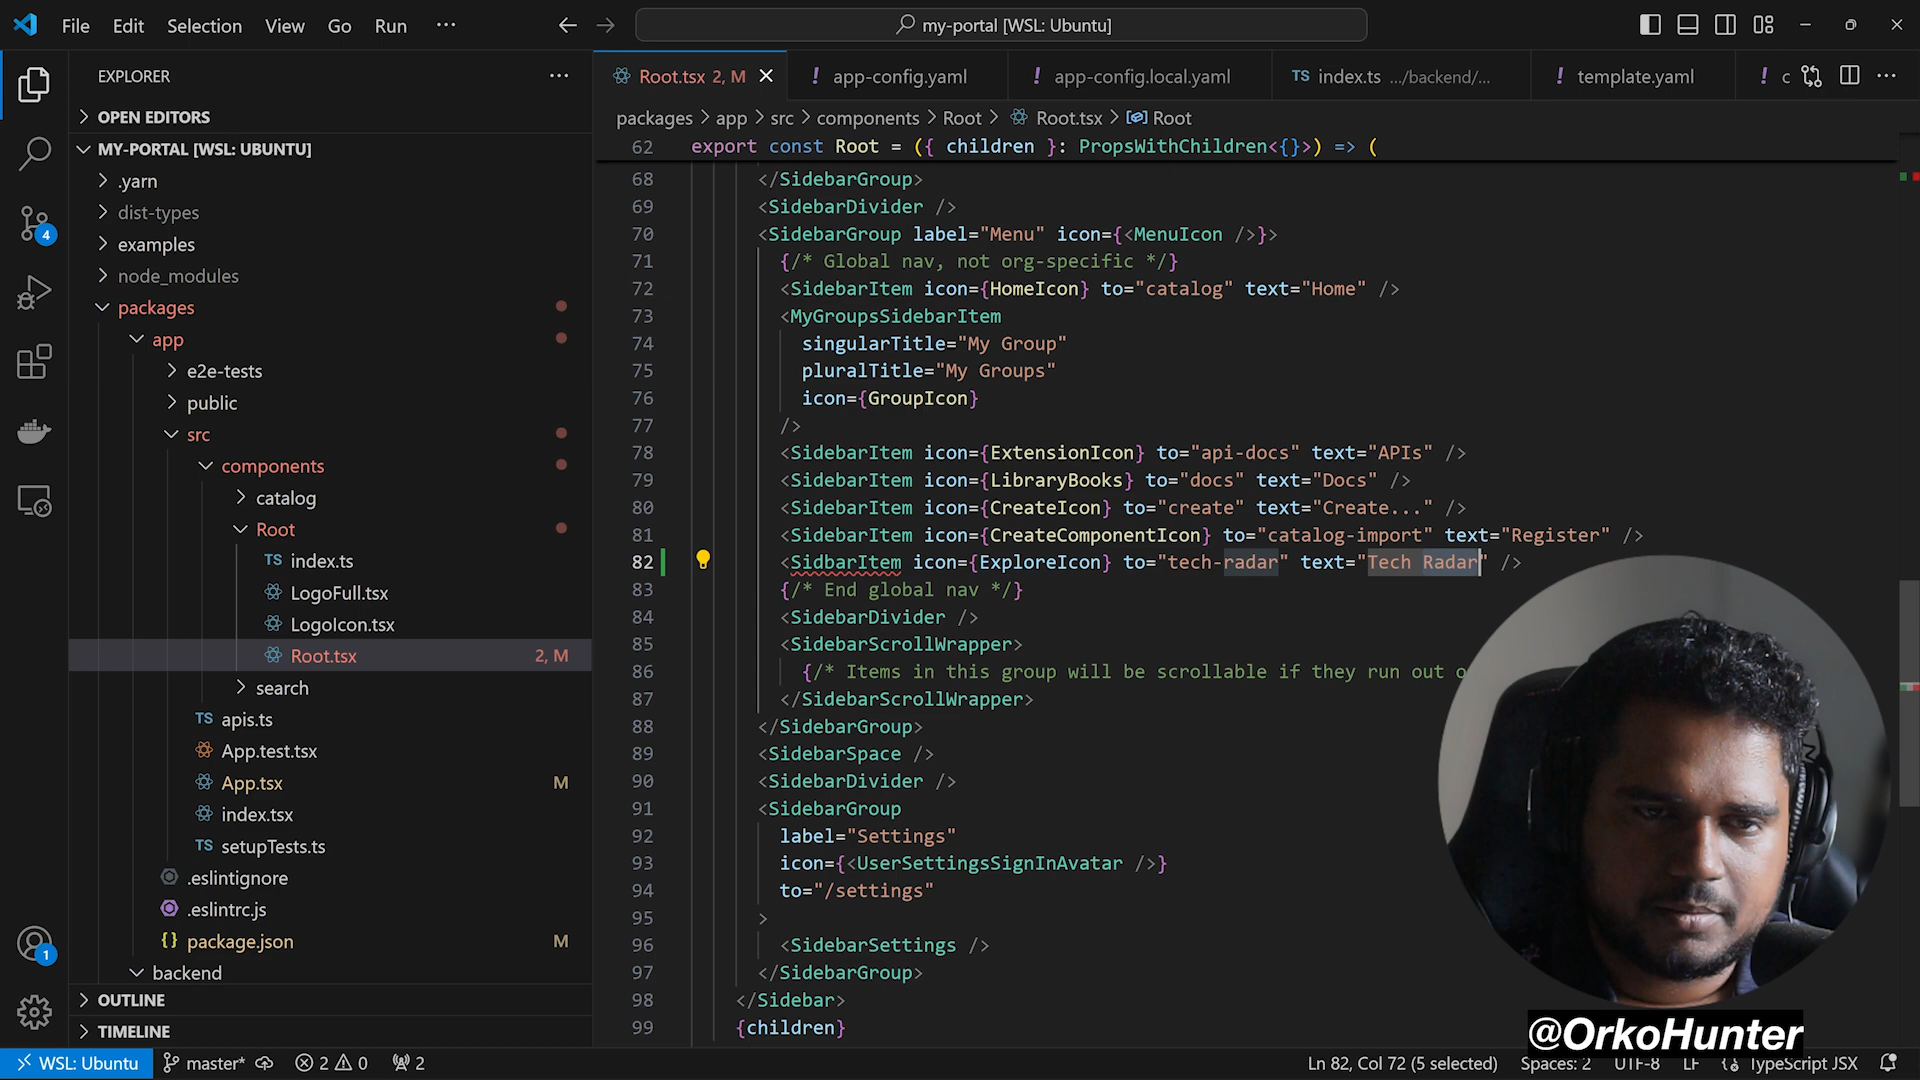 File Edit Selection View Go Run ··· my-portal [WSL: Ubuntu]
EXPLORER ···
OPEN EDITORS
MY-PORTAL [WSL: UBUNTU]
.yarn
dist-types
examples
node_modules
packages
app
e2e-tests
public
src
components
catalog
Root
TS index.ts
LogoFull.tsx
LogoIcon.tsx
Root.tsx 2, M
search
TS apis.ts
App.test.tsx
App.tsx M
index.tsx
TS setupTests.ts
.eslintignore
.eslintrc.js
{} package.json M
backend
OUTLINE
TIMELINE
4
1
Root.tsx 2, M ! app-config.yaml ! app-config.local.yaml TS index.ts .../backend/... ! template.yaml ! c ···
packages > app > src > components > Root > Root.tsx > Root
62 export const Root = ({ children }: PropsWithChildren<{}>) => (
68 </SidebarGroup>
69 <SidebarDivider />
70 <SidebarGroup label="Menu" icon={<MenuIcon />}>
71 {/* Global nav, not org-specific */}
72 <SidebarItem icon={HomeIcon} to="catalog" text="Home" />
73 <MyGroupsSidebarItem
74 singularTitle="My Group"
75 pluralTitle="My Groups"
76 icon={GroupIcon}
77 />
78 <SidebarItem icon={ExtensionIcon} to="api-docs" text="APIs" />
79 <SidebarItem icon={LibraryBooks} to="docs" text="Docs" />
80 <SidebarItem icon={CreateIcon} to="create" text="Create..." />
81 <SidebarItem icon={CreateComponentIcon} to="catalog-import" text="Register" />
82 <SidbarItem icon={ExploreIcon} to="tech-radar" text="Tech Radar" />
83 {/* End global nav */}
84 <SidebarDivider />
85 <SidebarScrollWrapper>
86 {/* Items in this group will be scrollable if they run out o
87 </SidebarScrollWrapper>
88 </SidebarGroup>
89 <SidebarSpace />
90 <SidebarDivider />
91 <SidebarGroup
92 label="Settings"
93 icon={<UserSettingsSignInAvatar />}
94 to="/settings"
95 >
96 <SidebarSettings />
97 </SidebarGroup>
98 </Sidebar>
99 {children}
@OrkoHunter
WSL: Ubuntu master* 2 0 2 Ln 82, Col 72 (5 selected) Spaces: 2 UTF-8 LF TypeScript JSX